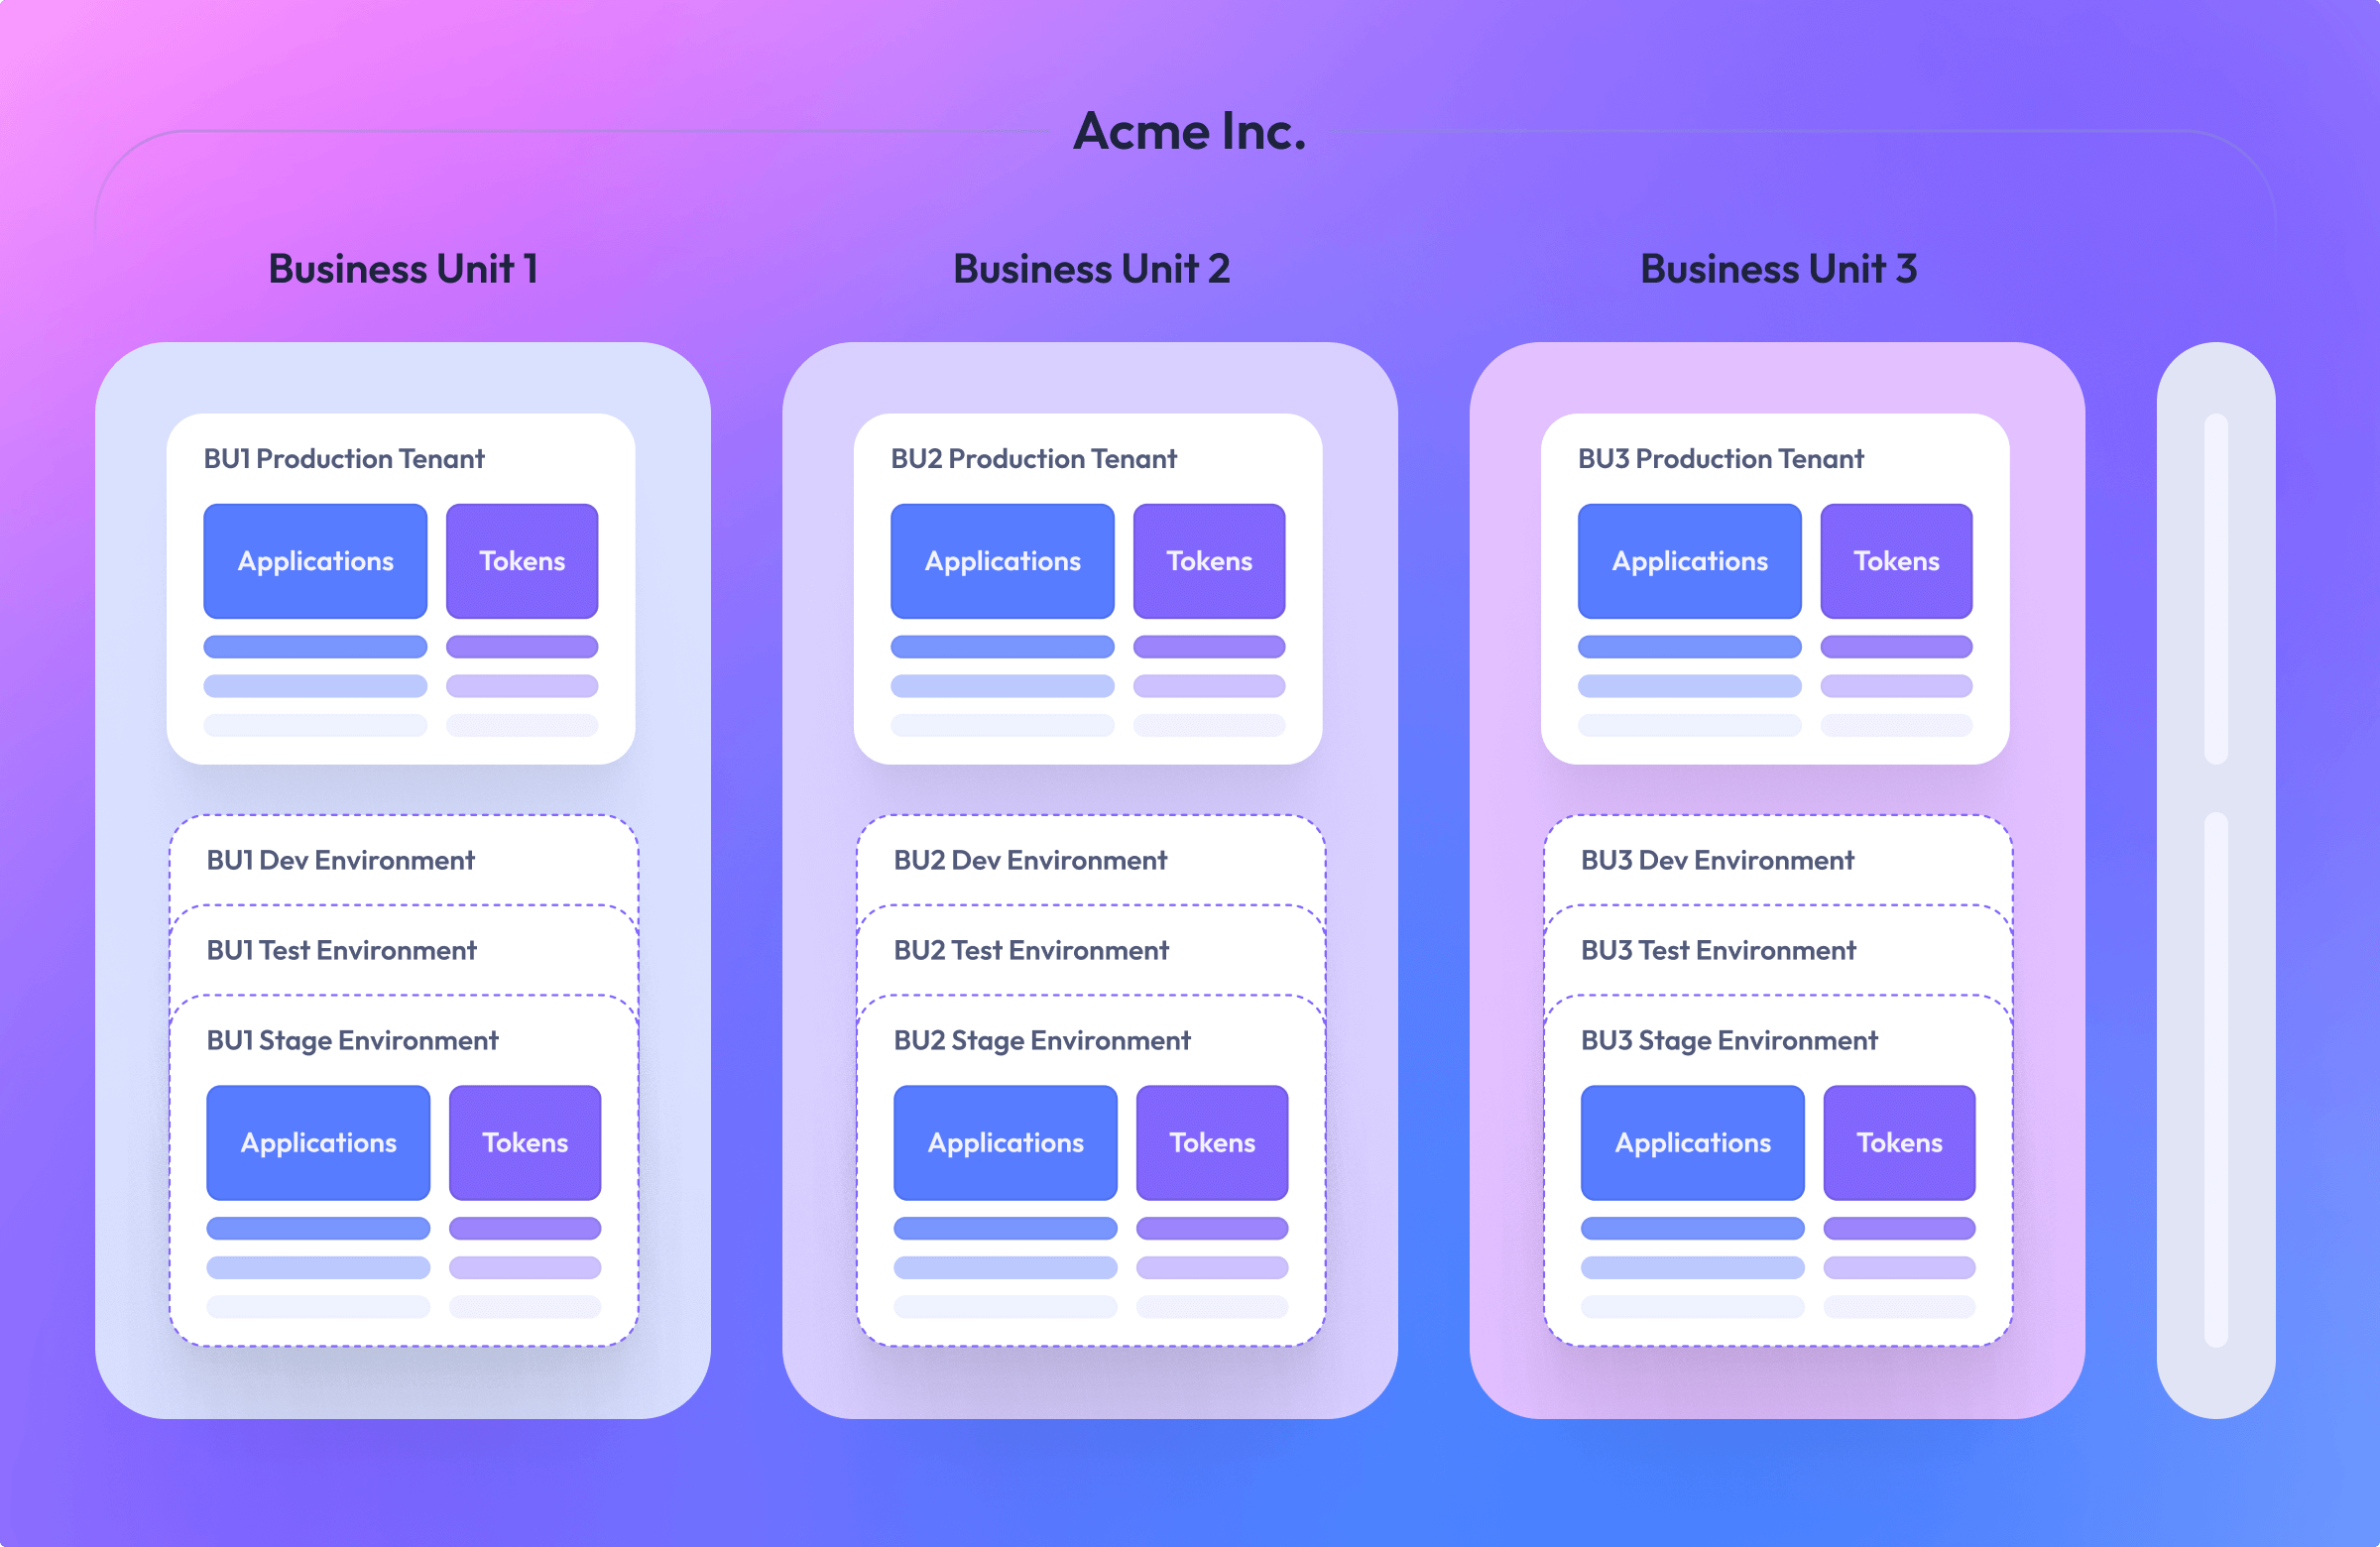 Acme Inc.
Business Unit 1
Business Unit 2
Business Unit 3
BU1 Production Tenant
Applications
Tokens
BU1 Dev Environment
BU1 Test Environment
BU1 Stage Environment
Applications
Tokens
BU2 Production Tenant
Applications
Tokens
BU2 Dev Environment
BU2 Test Environment
BU2 Stage Environment
Applications
Tokens
BU3 Production Tenant
Applications
Tokens
BU3 Dev Environment
BU3 Test Environment
BU3 Stage Environment
Applications
Tokens